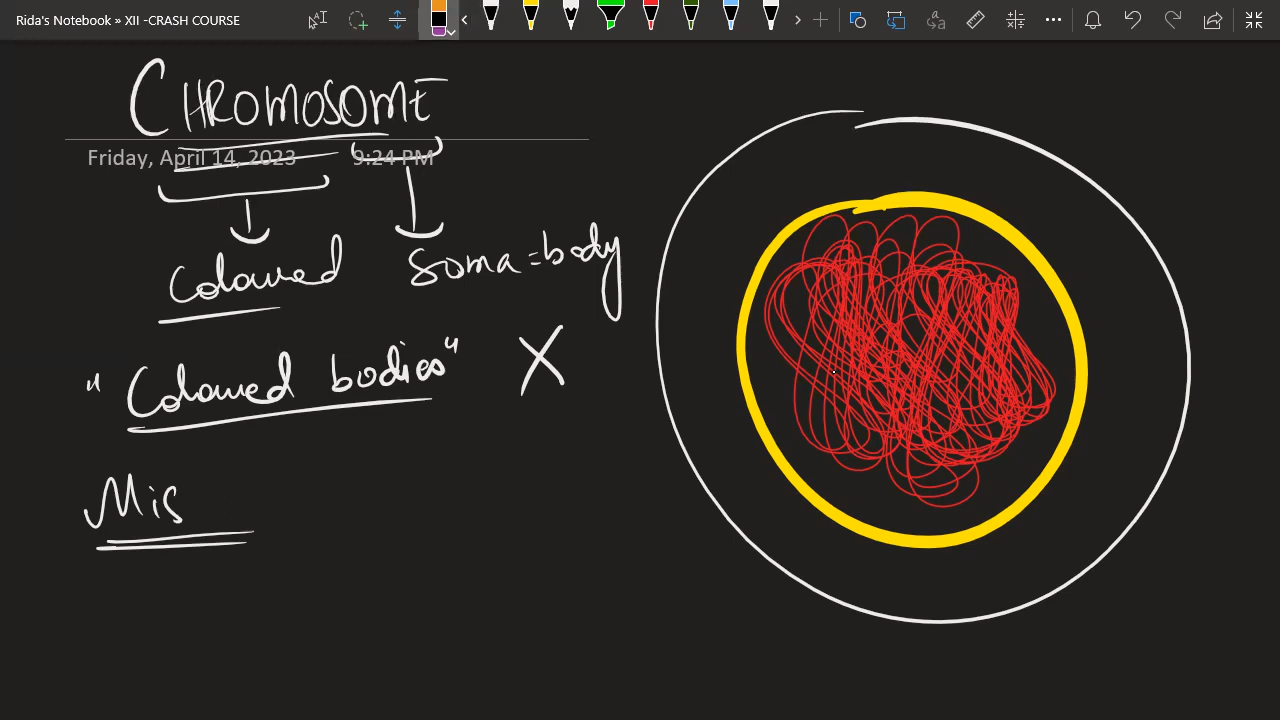 Rida's Notebook » XII -CRASH COURSE
CHROMOSOME
Friday, April 14, 2023 9:24 PM
Coloured Soma=body
"Coloured bodies" X
Mis